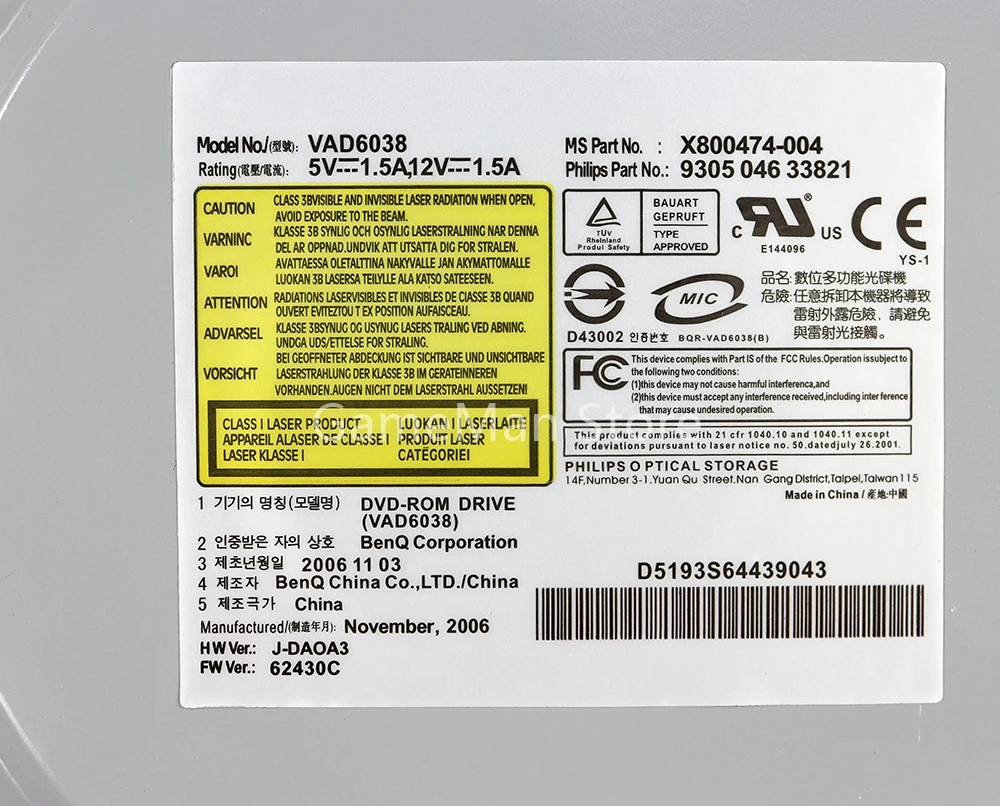 Model No./(型號): VAD6038
Rating(電壓/電流): 5V⎓1.5A,12V⎓1.5A
MS Part No. : X800474-004
Philips Part No.: 9305 046 33821
CAUTION CLASS 3BVISIBLE AND INVISIBLE LASER RADIATION WHEN OPEN,
AVOID EXPOSURE TO THE BEAM.
VARNINC KLASSE 3B SYNLIG OCH OSYNLIG LASERSTRALNING NAR DENNA
DEL AR OPPNAD.UNDVIK ATT UTSATTA DIG FOR STRALEN.
VAROI AVATTAESSA OLETALTTINA NAKYVALLE JAN AKYMATTOMALLE
LUOKAN 3B LASERSA TEILYLLE ALA KATSO SATEESEEN.
ATTENTION RADIATIONS LASERVISIBLES ET INVISIBLES DE CIASSE 3B QUAND
OUVERT EVITEZTOU T EX POSITION AUFAISCEAU.
ADVARSEL KLASSE 3BSYNUG OG USYNUG LASERS TRALING VED ABNING.
UNDGA UDS/ETTELSE FOR STRALING.
VORSICHT BEI GEOFFNETER ABDECKUNG IST SICHTBARE UND UNSICHTBARE
LASERSTRAHLUNG DER KLASSE 3B IM GERATEINNEREN
VORHANDEN.AUGEN NICHT DEM LASERSTRAHL AUSSETZEN!
CLASS I LASER PRODUCT LUOKAN I LASERLAITE
APPAREIL ALASER DE CLASSE I PRODUIT LASER
LASER KLASSE I CATĒGORIEI
TÜV
Rheinland
Product Safety
BAUART
GEPRUFT
TYPE
APPROVED
c RU ® US
E144096
CE
YS-1
D43002
MIC
인증번호 BQR-VAD6038(B)
品名: 數位多功能光碟機
危險: 任意拆卸本機器將導致
雷射外露危險，請避免
與雷射光接觸。
FC This device complies with Part IS of the FCC Rules.Operation issubject to
the following two conditions:
(1)this device may not cause harmful interferenca,and
(2)this device must accept any interference received,including inter ference
that may cause undesired operation.
This product complies with 21 cfr 1040.10 and 1040.11 except
for deviations pursuant to laser notice no. 50.datedjuly 26.2001.
PHILIPS O PTICAL STORAGE
14F,Number 3-1.Yuan Qu Street.Nan Gang District,Taipei,Taiwan 115
Made in China / 產地:中國
1 기기의 명칭(모델명) DVD-ROM DRIVE
(VAD6038)
2 인중받은 자의 상호 BenQ Corporation
3 제초년월일 2006 11 03
4 제조자 BenQ China Co.,LTD./China
5 제조극가 China
Manufactured/(制造年月): November, 2006
HW Ver.: J-DAOA3
FW Ver.: 62430C
D5193S64439043
GameMan Store